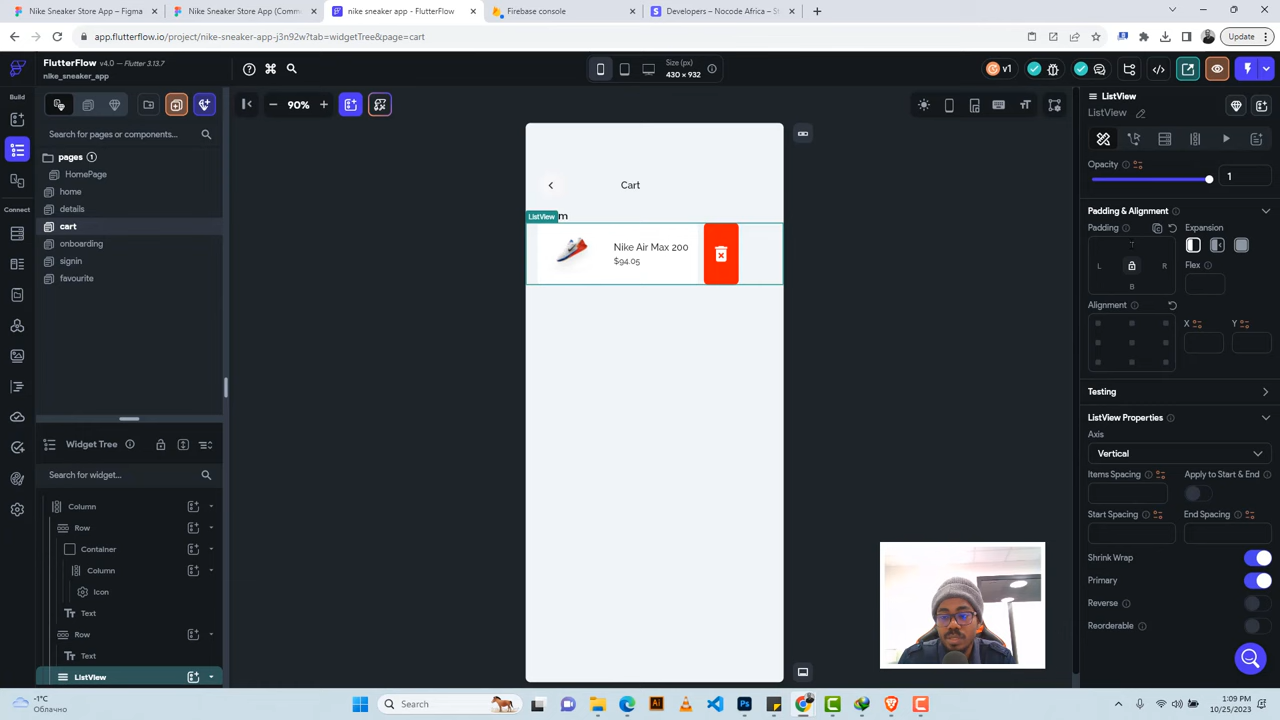 Nike Sneaker Store App - Figma
Nike Sneaker Store App (Comm
nike sneaker app - FlutterFlow
Firebase console
Developers – Nocode Africa – St
app.flutterflow.io/project/nike-sneaker-app-j3n92w?tab=widgetTree&page=cart
Update
FlutterFlow v4.0 – Flutter 3.13.7
nike_sneaker_app
Size (px)
430 × 932
v1
Build
90%
ListView
ListView
Search for pages or components...
pages 1
HomePage
home
details
cart
onboarding
signin
favourite
Connect
Cart
ListView
m
Nike Air Max 200
$94.05
Opacity
1
Padding & Alignment
Padding
Expansion
L
R
B
Flex
Alignment
X
Y
Testing
ListView Properties
Axis
Vertical
Items Spacing
Apply to Start & End
Start Spacing
End Spacing
Shrink Wrap
Primary
Reverse
Reorderable
Widget Tree
Search for widget...
Column
Row
Container
Column
Icon
Text
Row
Text
ListView
-1°C
Облачно
Search
1:09 PM
10/25/2023